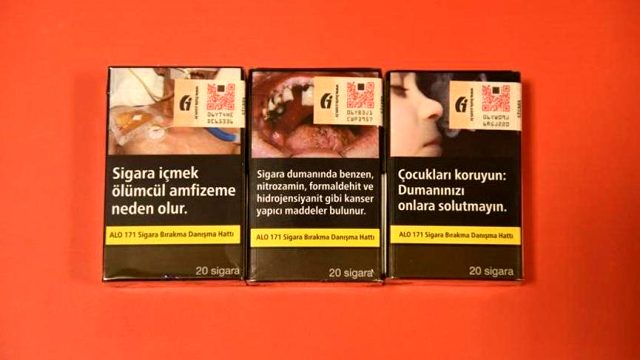 Sigara içmek
ölümcül amfizeme
neden olur.
ALO 171 Sigara Bırakma Danışma Hattı
20 sigara
Sigara dumanında benzen,
nitrozamin, formaldehit ve
hidrojensiyanit gibi kanser
yapıcı maddeler bulunur.
ALO 171 Sigara Bırakma Danışma Hattı
20 sigara
Çocukları koruyun:
Dumanınızı
onlara solutmayın.
ALO 171 Sigara Bırakma Danışma Hattı
20 sigara